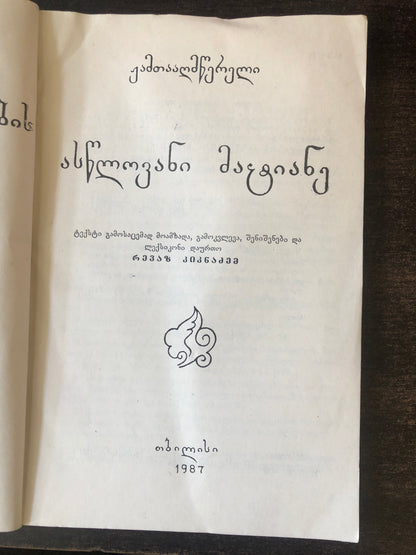 ჟამთააღმწერელი
ასწლოვანი მატიანე
ტექსტი გამოსაცემად მოამზადა, გამოკვლევა, შენიშვნები და
ლექსიკონი დაურთო
რევაზ კიკნაძემ
თბილისი
1987